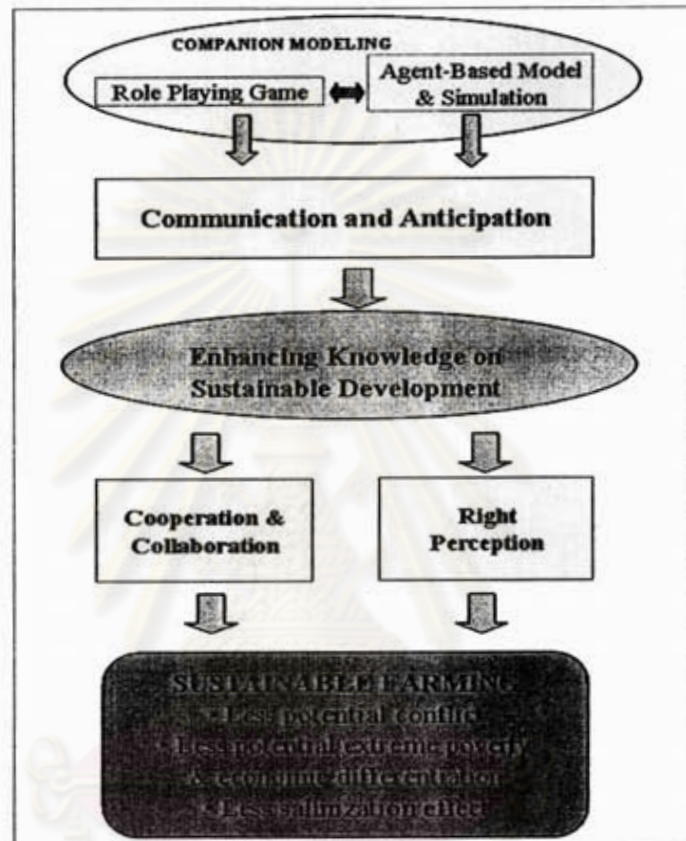 COMPANION MODELING
Role Playing Game
Agent-Based Model
& Simulation
Communication and Anticipation
Enhancing Knowledge on
Sustainable Development
Cooperation &
Collaboration
Right
Perception
SUSTAINABLE FARMING
• Less potential conflict
• Less potential extreme poverty
& economic differentiation
• Less salinization effect